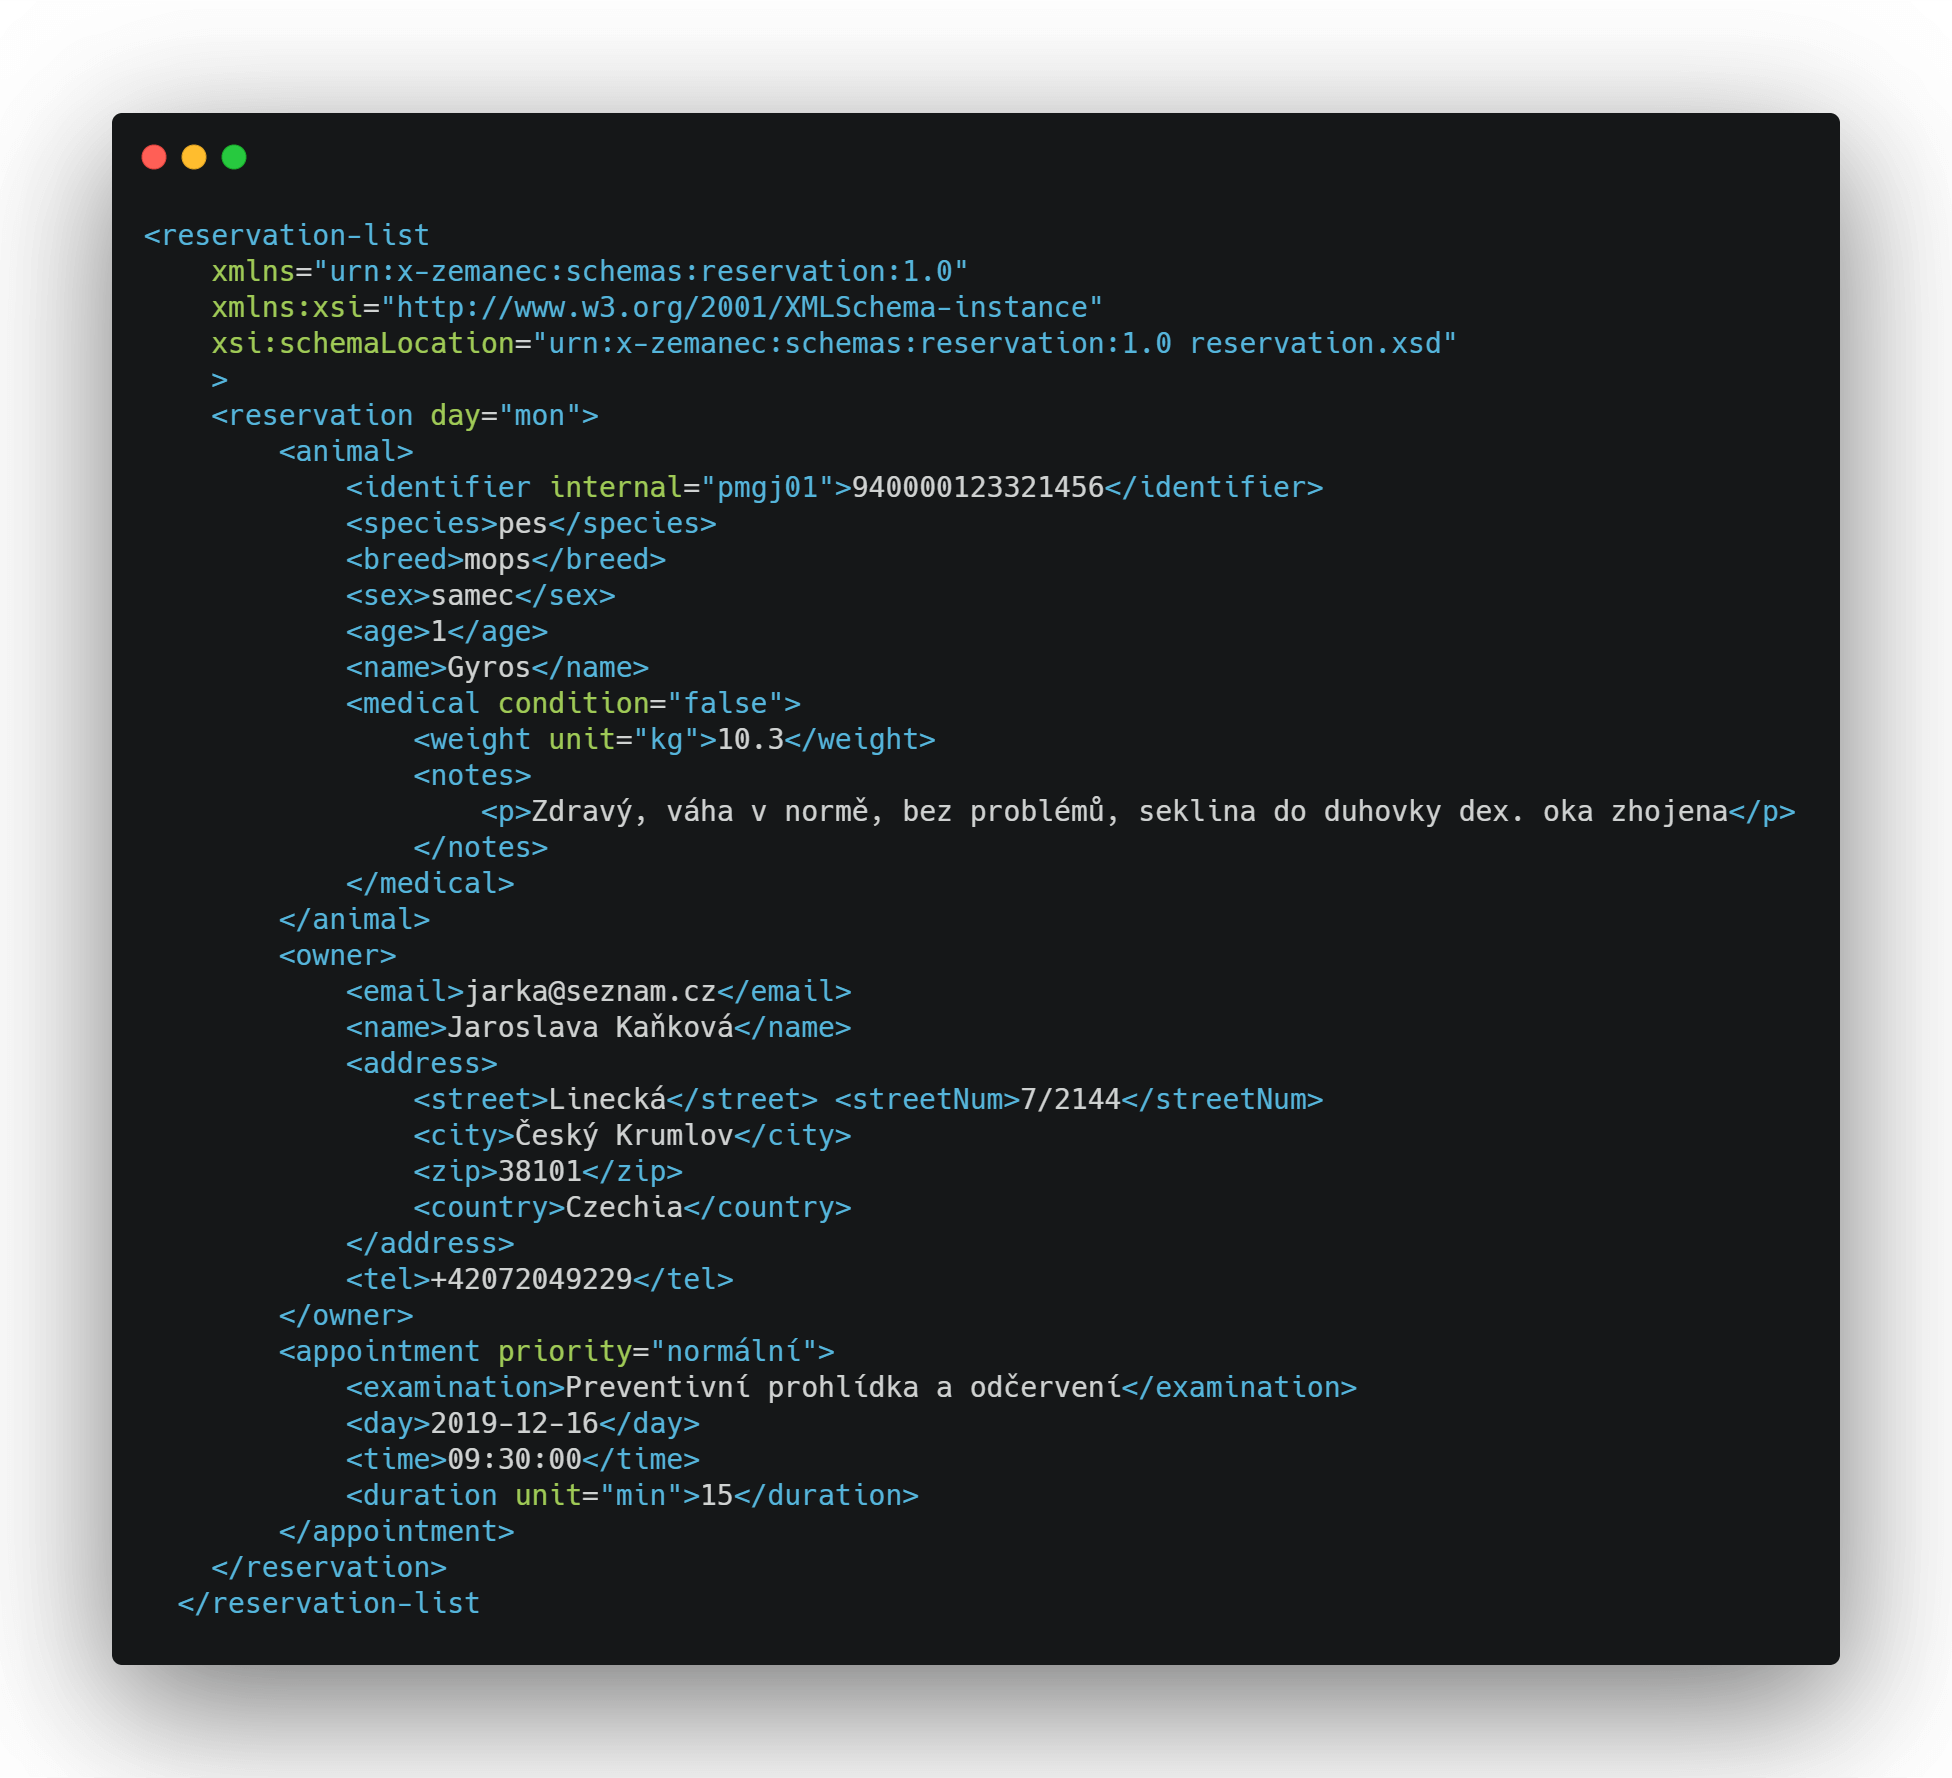 <reservation-list
    xmlns="urn:x-zemanec:schemas:reservation:1.0"
    xmlns:xsi="http://www.w3.org/2001/XMLSchema-instance"
    xsi:schemaLocation="urn:x-zemanec:schemas:reservation:1.0 reservation.xsd"
    >
    <reservation day="mon">
        <animal>
            <identifier internal="pmgj01">940000123321456</identifier>
            <species>pes</species>
            <breed>mops</breed>
            <sex>samec</sex>
            <age>1</age>
            <name>Gyros</name>
            <medical condition="false">
                <weight unit="kg">10.3</weight>
                <notes>
                    <p>Zdravý, váha v normě, bez problémů, seklina do duhovky dex. oka zhojena</p>
                </notes>
            </medical>
        </animal>
        <owner>
            <email>jarka@seznam.cz</email>
            <name>Jaroslava Kaňková</name>
            <address>
                <street>Linecká</street> <streetNum>7/2144</streetNum>
                <city>Český Krumlov</city>
                <zip>38101</zip>
                <country>Czechia</country>
            </address>
            <tel>+42072049229</tel>
        </owner>
        <appointment priority="normální">
            <examination>Preventivní prohlídka a odčervení</examination>
            <day>2019-12-16</day>
            <time>09:30:00</time>
            <duration unit="min">15</duration>
        </appointment>
    </reservation>
  </reservation-list